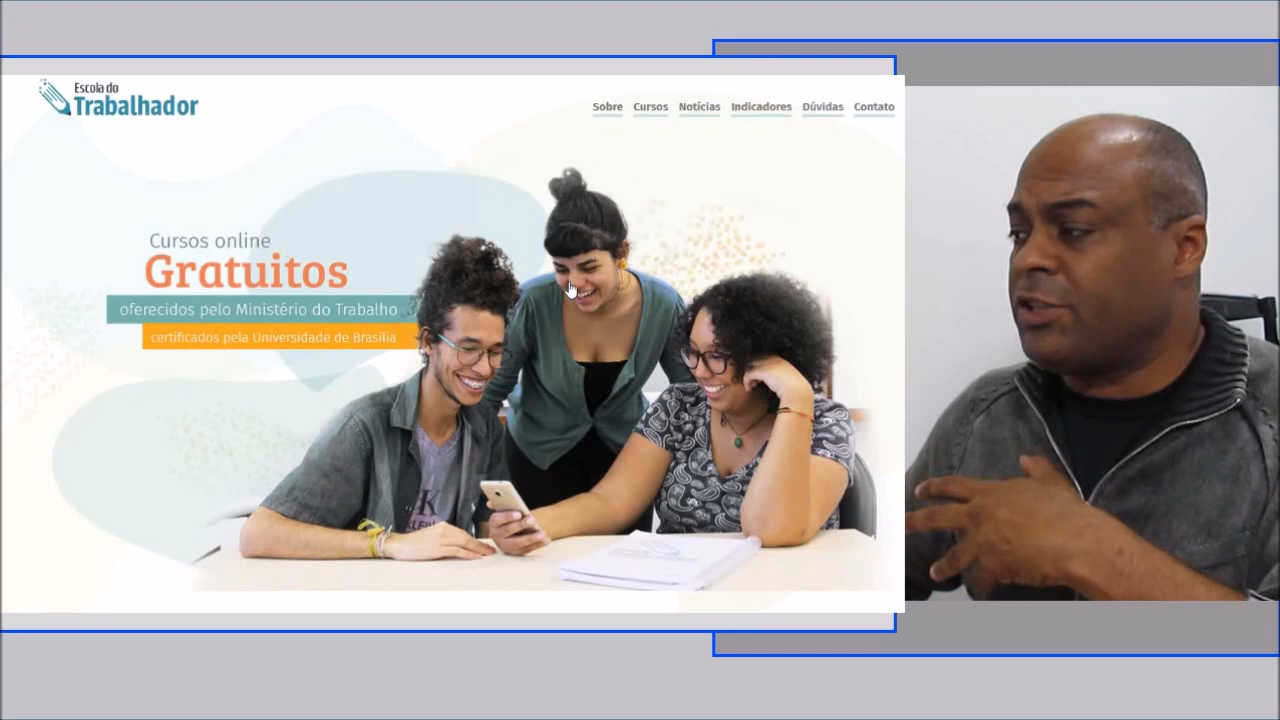 Escola do
Trabalhador
Sobre Cursos Notícias Indicadores Dúvidas Contato
Cursos online
Gratuitos
oferecidos pelo Ministério do Trabalho
certificados pela Universidade de Brasília